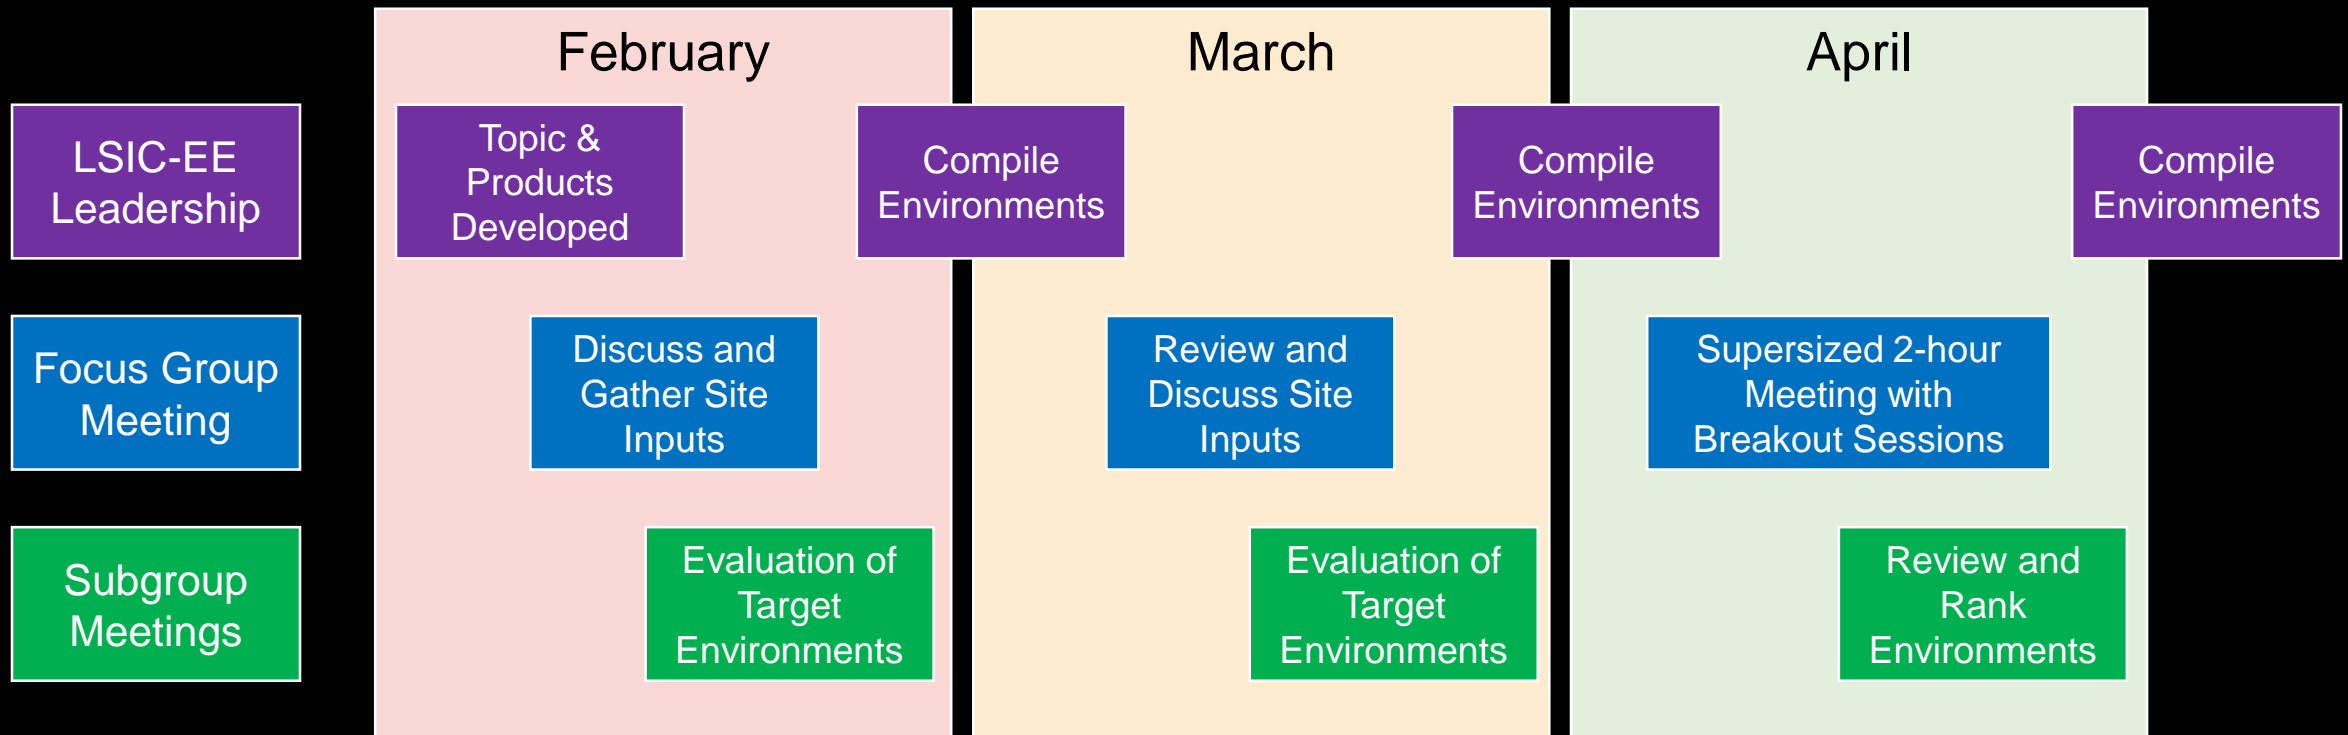 February
March
April
LSIC-EE
Leadership
Topic &
Products
Developed
Compile
Environments
Compile
Environments
Compile
Environments
Focus Group
Meeting
Discuss and
Gather Site
Inputs
Review and
Discuss Site
Inputs
Supersized 2-hour
Meeting with
Breakout Sessions
Subgroup
Meetings
Evaluation of
Target
Environments
Evaluation of
Target
Environments
Review and
Rank
Environments